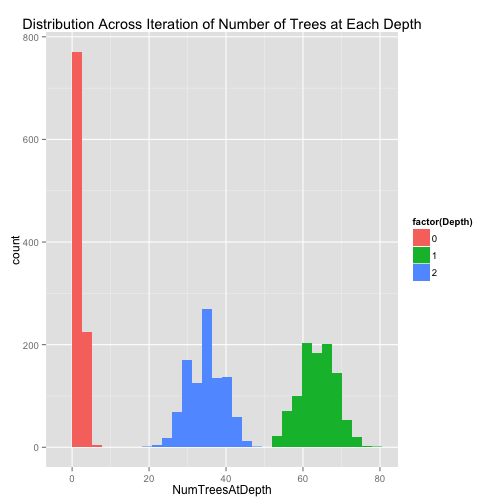 Distribution Across Iteration of Number of Trees at Each Depth
800
600
400
200
0
count
0 20 40 60 80
NumTreesAtDepth
factor(Depth)
0
1
2